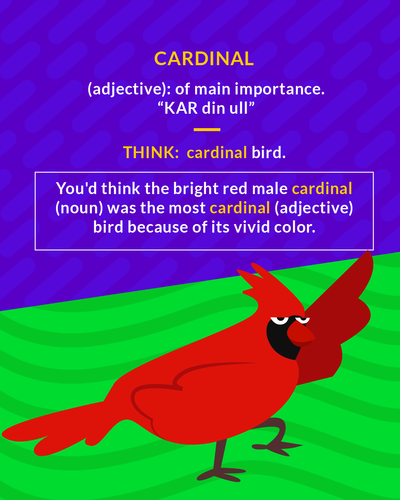 CARDINAL
(adjective): of main importance.
“KAR din ull”
THINK: cardinal bird.
You'd think the bright red male cardinal
(noun) was the most cardinal (adjective)
bird because of its vivid color.